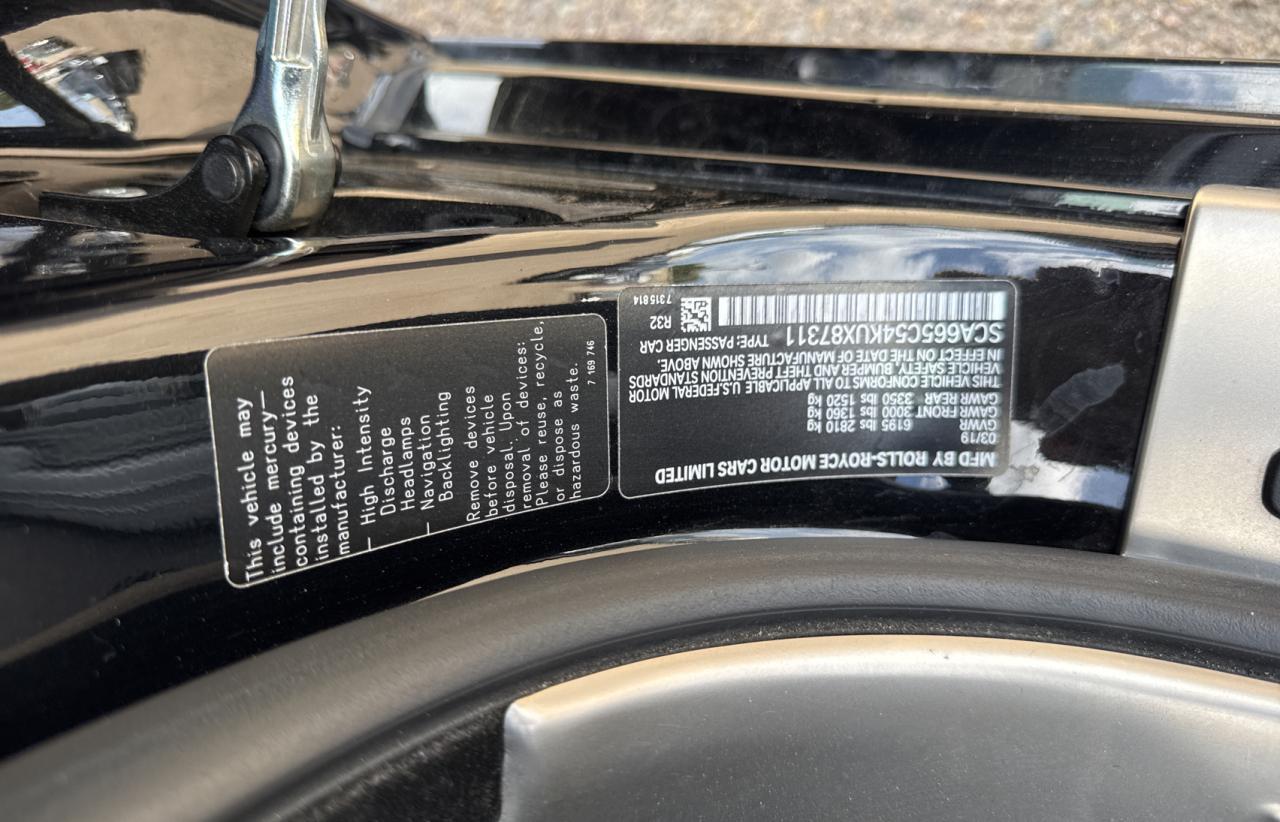 This vehicle may
include mercury–
containing devices
installed by the
manufacturer:
– High Intensity
Discharge
Headlamps
– Navigation
Backlighting
Remove devices
before vehicle
disposal. Upon
removal of devices:
Please reuse, recycle,
or dispose as
hazardous waste.
7 169 746
MFD BY ROLLS-ROYCE MOTOR CARS LIMITED
03/19
GVWR 6195 lbs 2810 kg
GAWR FRONT 3000 lbs 1360 kg
GAWR REAR 3350 lbs 1520 kg
THIS VEHICLE CONFORMS TO ALL APPLICABLE U.S.FEDERAL MOTOR
VEHICLE SAFETY, BUMPER AND THEFT PREVENTION STANDARDS
IN EFFECT ON THE DATE OF MANUFACTURE SHOWN ABOVE.
SCA665C54KUX87311 TYPE: PASSENGER CAR
R32
7315814